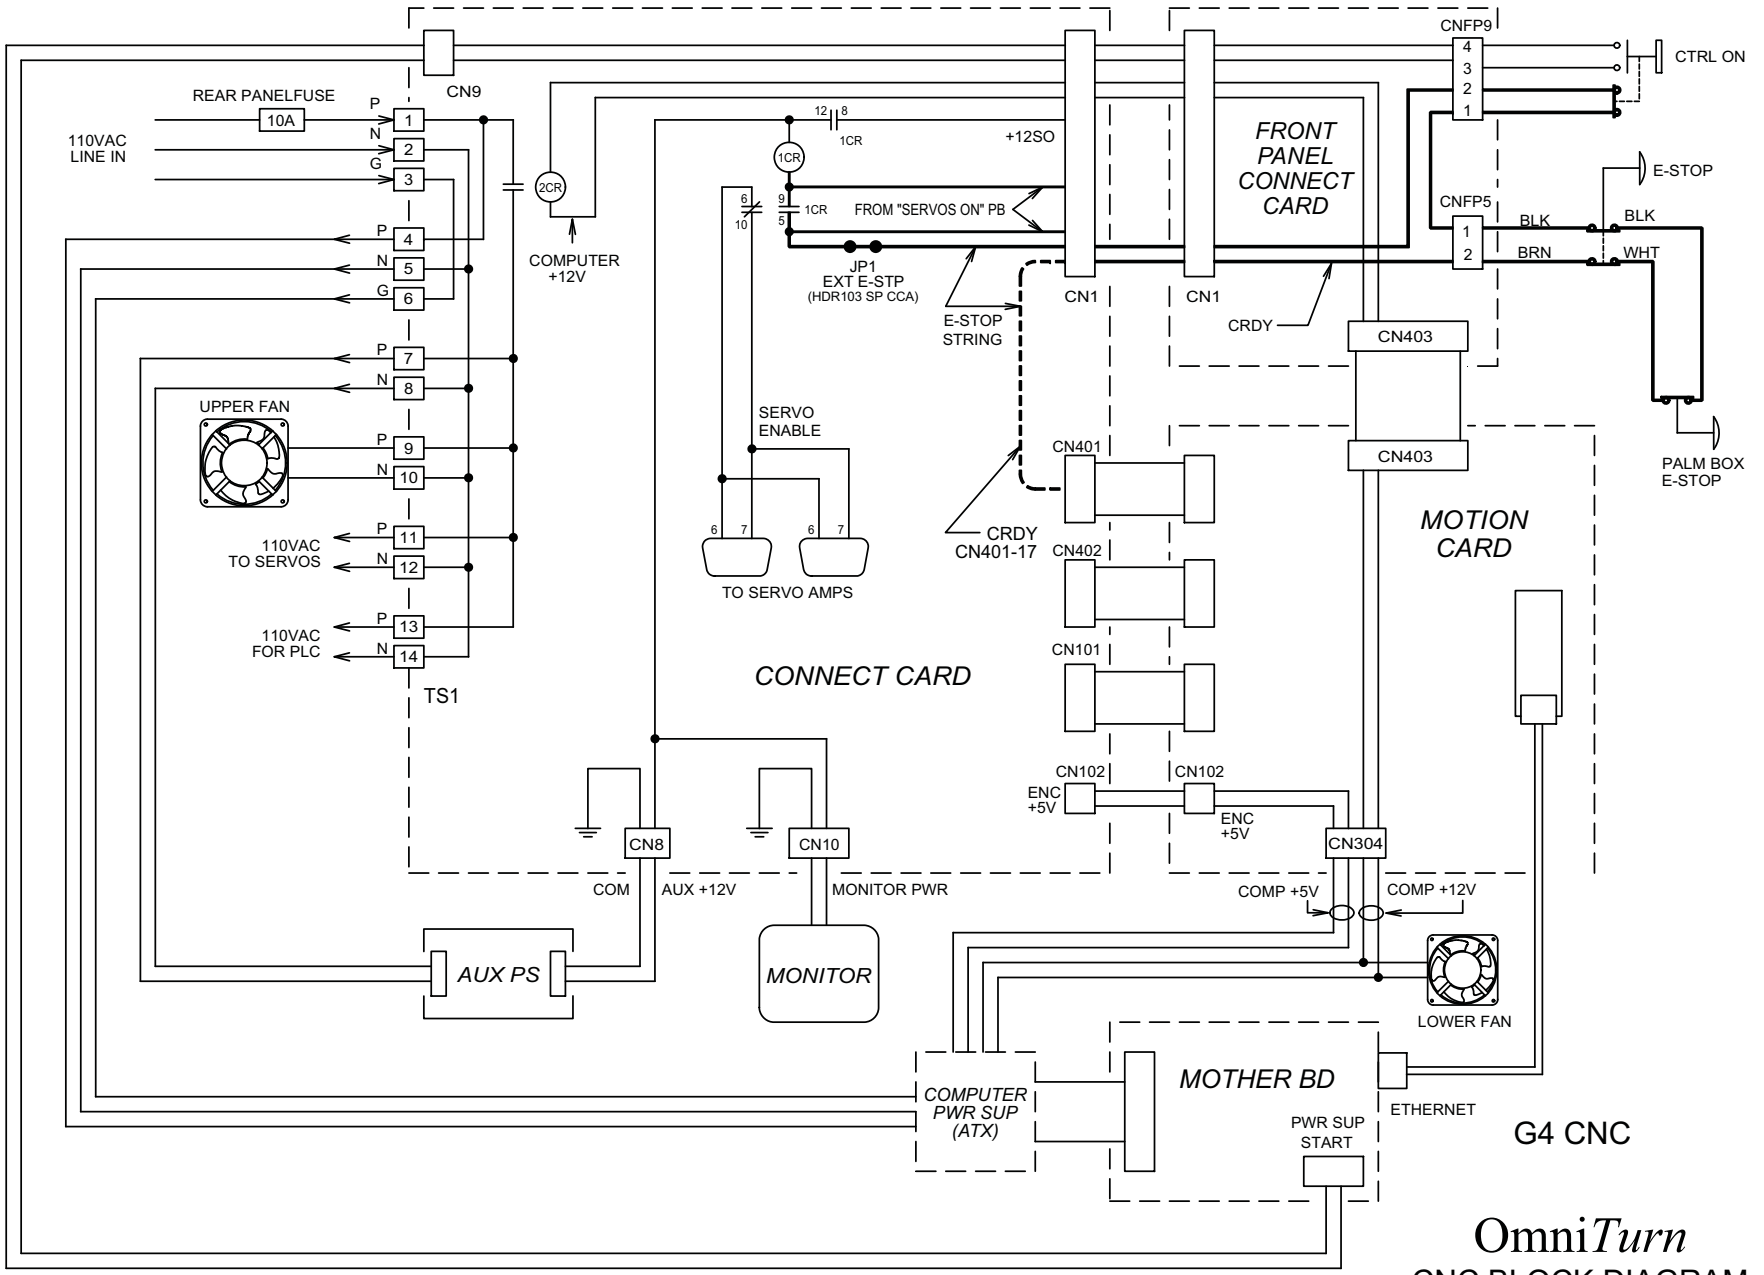 CNFP9
4
3
2
1
CTRL ON
CN9
REAR PANELFUSE
10A
P
1
110VAC
LINE IN
N
2
G
3
12
8
1CR
+12SO
1CR
2CR
FRONT
PANEL
CONNECT
CARD
E-STOP
CNFP5
1
2
BLK
BLK
BRN
WHT
6
10
9
5
1CR
FROM "SERVOS ON" PB
P
4
N
5
G
6
COMPUTER
+12V
JP1
EXT E-STP
(HDR103 SP CCA)
CN1
CN1
E-STOP
STRING
CRDY
CN403
P
7
N
8
UPPER FAN
SERVO
ENABLE
P
9
N
10
CN401
CN403
PALM BOX
E-STOP
P
11
110VAC
TO SERVOS
N
12
6
7
6
7
CRDY
CN401-17
CN402
MOTION
CARD
TO SERVO AMPS
P
13
110VAC
FOR PLC
N
14
TS1
CN101
CONNECT CARD
CN102
CN102
ENC
+5V
ENC
+5V
CN8
CN10
CN304
COM
AUX +12V
MONITOR PWR
COMP +5V
COMP +12V
AUX PS
MONITOR
LOWER FAN
COMPUTER
PWR SUP
(ATX)
MOTHER BD
ETHERNET
PWR SUP
START
G4 CNC
OmniTurn
CNC BLOCK DIAGRAM